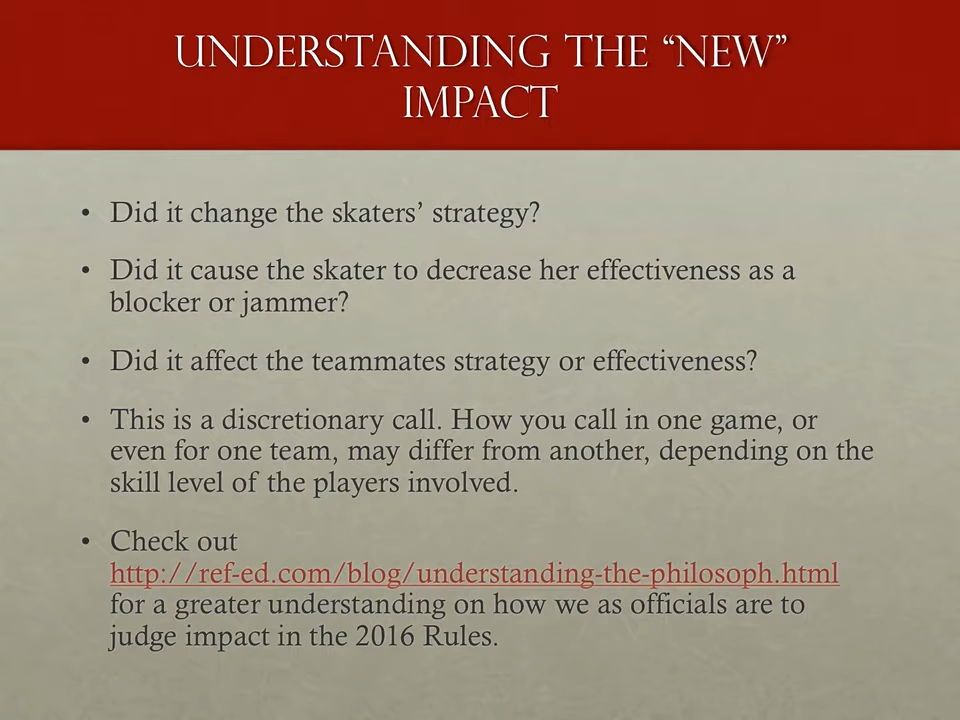 UNDERSTANDING THE “NEW”
IMPACT
• Did it change the skaters’ strategy?
• Did it cause the skater to decrease her effectiveness as a
blocker or jammer?
• Did it affect the teammates strategy or effectiveness?
• This is a discretionary call. How you call in one game, or
even for one team, may differ from another, depending on the
skill level of the players involved.
• Check out
http://ref-ed.com/blog/understanding-the-philosoph.html
for a greater understanding on how we as officials are to
judge impact in the 2016 Rules.